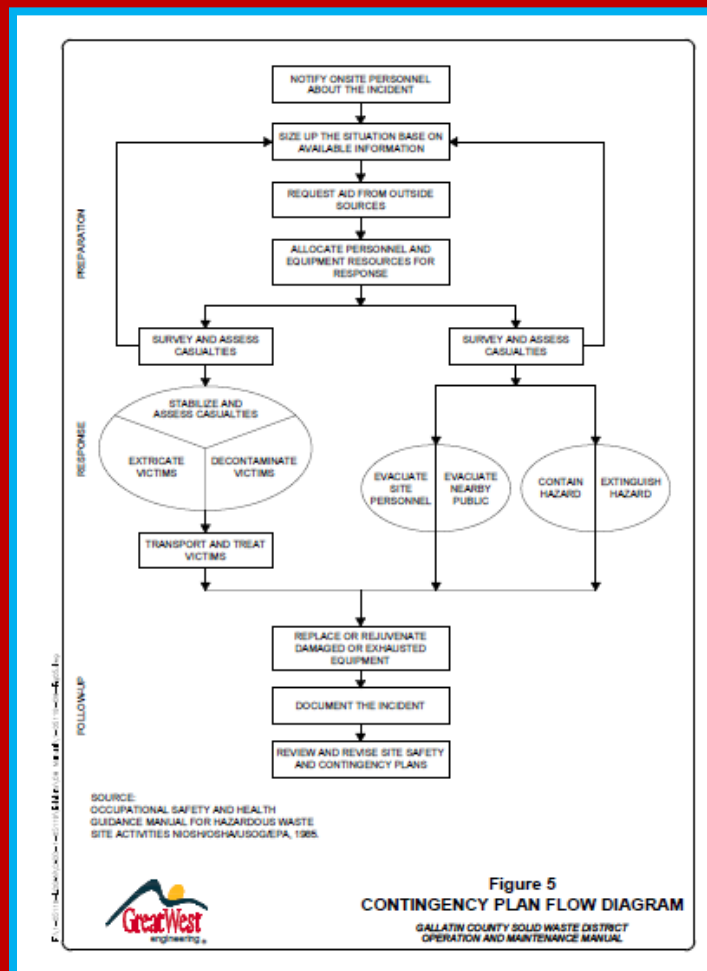 NOTIFY ONSITE PERSONNEL
ABOUT THE INCIDENT
SIZE UP THE SITUATION BASE ON
AVAILABLE INFORMATION
REQUEST AID FROM OUTSIDE
SOURCES
ALLOCATE PERSONNEL AND
EQUIPMENT RESOURCES FOR
RESPONSE
PREPARATION
SURVEY AND ASSESS
CASUALTIES
SURVEY AND ASSESS
CASUALTIES
STABILIZE AND
ASSESS CASUALTIES
EXTRICATE
VICTIMS
DECONTAMINATE
VICTIMS
EVACUATE
SITE
PERSONNEL
EVACUATE
NEARBY
PUBLIC
CONTAIN
HAZARD
EXTINGUISH
HAZARD
RESPONSE
TRANSPORT AND TREAT
VICTIMS
REPLACE OR REJUVENATE
DAMAGED OR EXHAUSTED
EQUIPMENT
DOCUMENT THE INCIDENT
FOLLOW-UP
REVIEW AND REVISE SITE SAFETY
AND CONTINGENCY PLANS
SOURCE:
OCCUPATIONAL SAFETY AND HEALTH
GUIDANCE MANUAL FOR HAZARDOUS WASTE
SITE ACTIVITIES NIOSH/OSHA/USOG/EPA, 1985.
GreatWest
engineering
Figure 5
CONTINGENCY PLAN FLOW DIAGRAM
GALLATIN COUNTY SOLID WASTE DISTRICT
OPERATION AND MAINTENANCE MANUAL